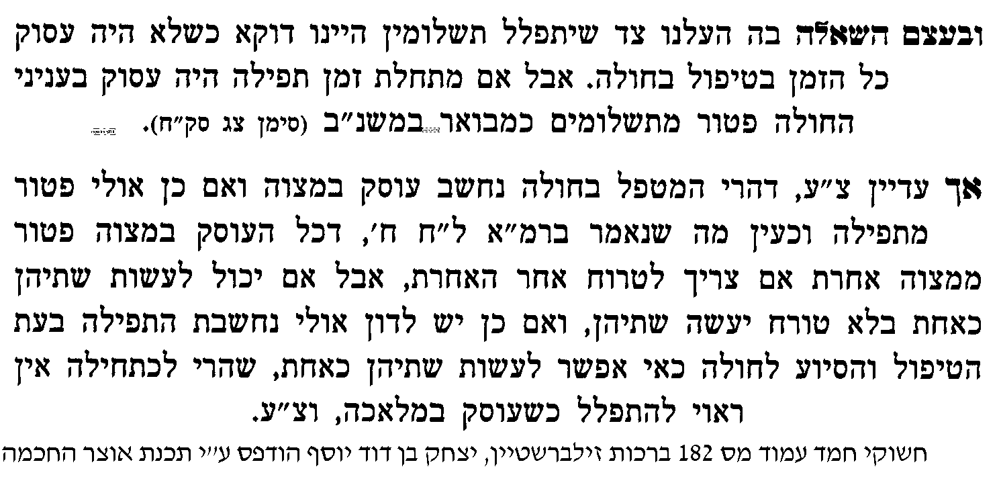 ובעצם השאלה בה העלנו צד שיתפלל תשלומין היינו דוקא כשלא היה עסוק
כל הזמן בטיפול בחולה. אבל אם מתחלת זמן תפילה היה עסוק בעניני
החולה פטור מתשלומים כמבואר במשנ״ב (סימן צג סק״ח).
אך עדיין צ״ע, דהרי המטפל בחולה נחשב עוסק במצוה ואם כן אולי פטור
מתפילה וכעין מה שנאמר ברמ״א ל״ח ח׳, דכל העוסק במצוה פטור
ממצוה אחרת אם צריך לטרוח אחר האחרת, אבל אם יכול לעשות שתיהן
כאחת בלא טורח יעשה שתיהן, ואם כן יש לדון אולי נחשבת התפילה בעת
הטיפול והסיוע לחולה כאי אפשר לעשות שתיהן כאחת, שהרי לכתחילה אין
ראוי להתפלל כשעוסק במלאכה, וצ״ע.
חשוקי חמד עמוד מס 182 ברכות זילברשטיין, יצחק בן דוד יוסף הודפס ע״י תכנת אוצר החכמה